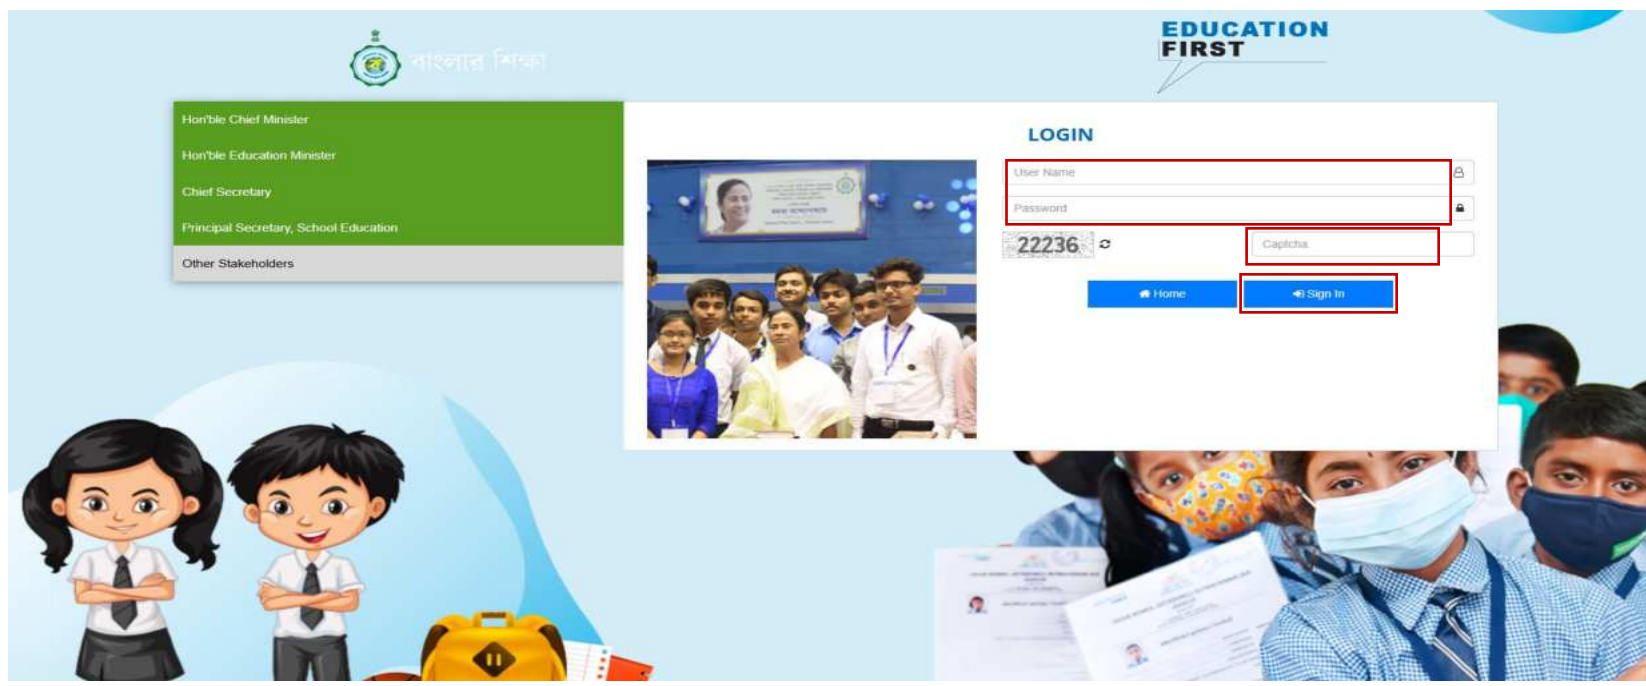 বাংলার শিক্ষা
EDUCATION
FIRST
Hon'ble Chief Minister
Hon'ble Education Minister
Chief Secretary
Principal Secretary, School Education
Other Stakeholders
LOGIN
User Name
Password
22236
Captcha
Home
Sign In